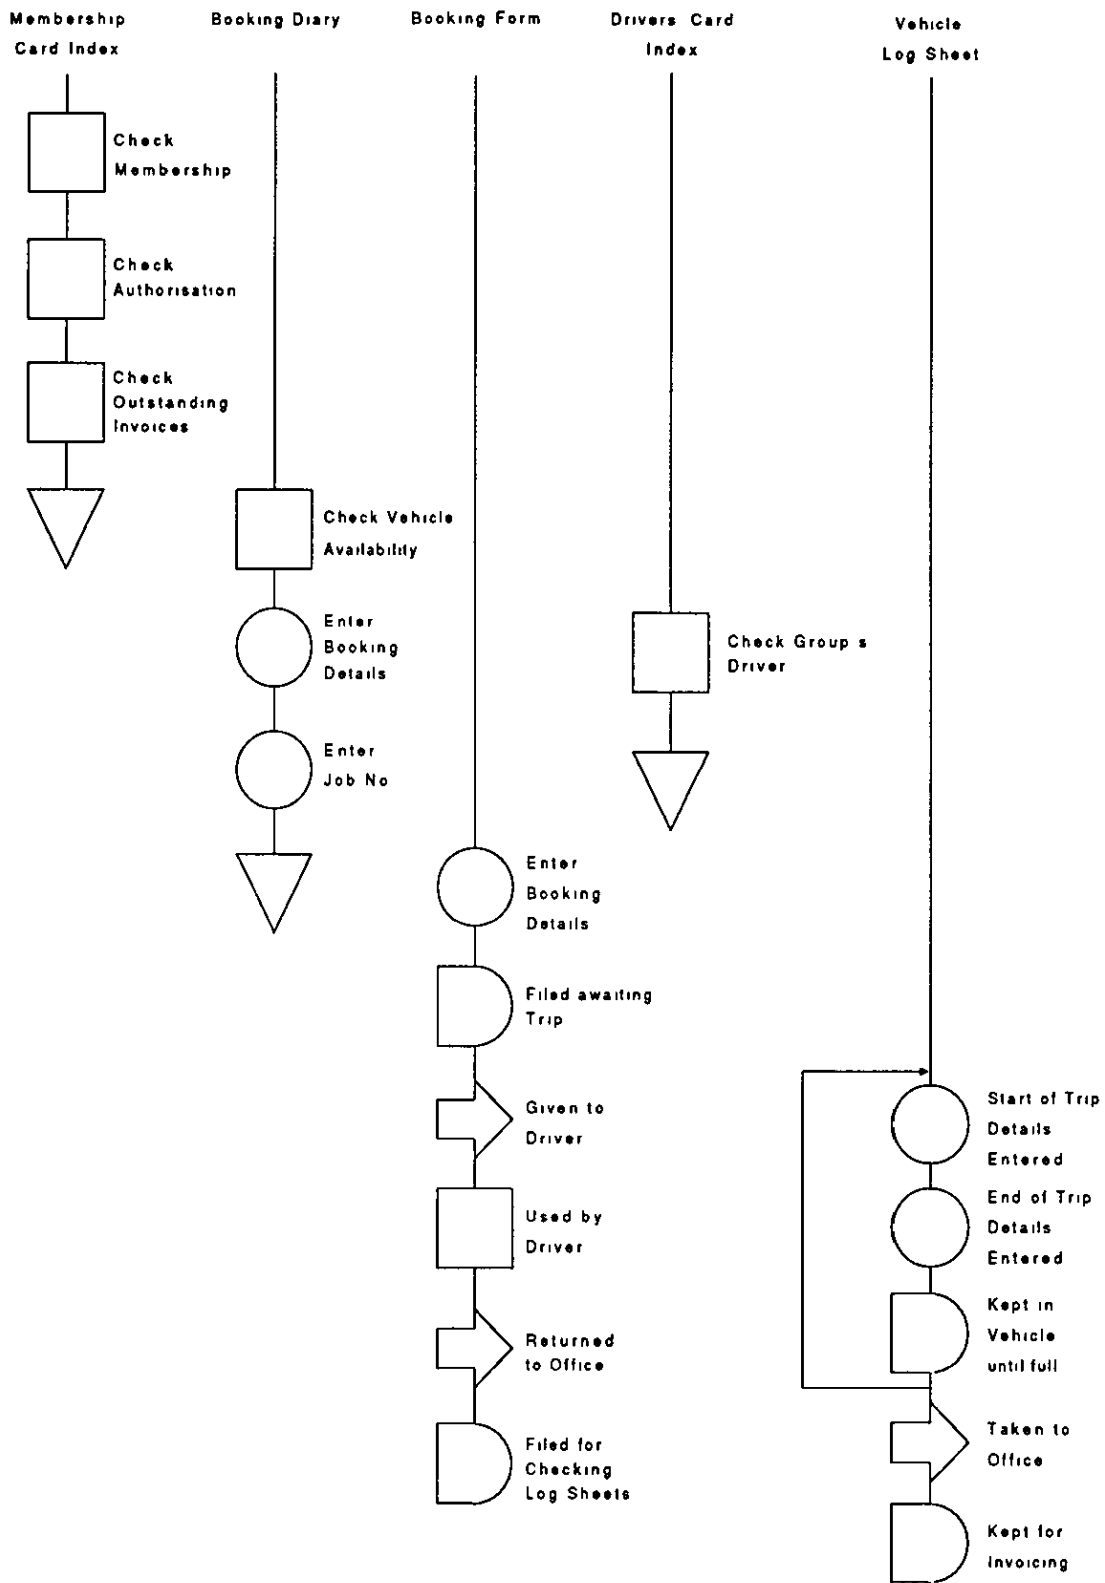 Membership
Card Index
Booking Diary
Booking Form
Drivers Card
Index
Vehicle
Log Sheet
Check
Membership
Check
Authorisation
Check
Outstanding
Invoices
Check Vehicle
Availability
Enter
Booking
Details
Enter
Job No
Enter
Booking
Details
Filed awaiting
Trip
Given to
Driver
Used by
Driver
Returned
to Office
Filed for
Checking
Log Sheets
Check Group s
Driver
Start of Trip
Details
Entered
End of Trip
Details
Entered
Kept in
Vehicle
until full
Taken to
Office
Kept for
Invoicing